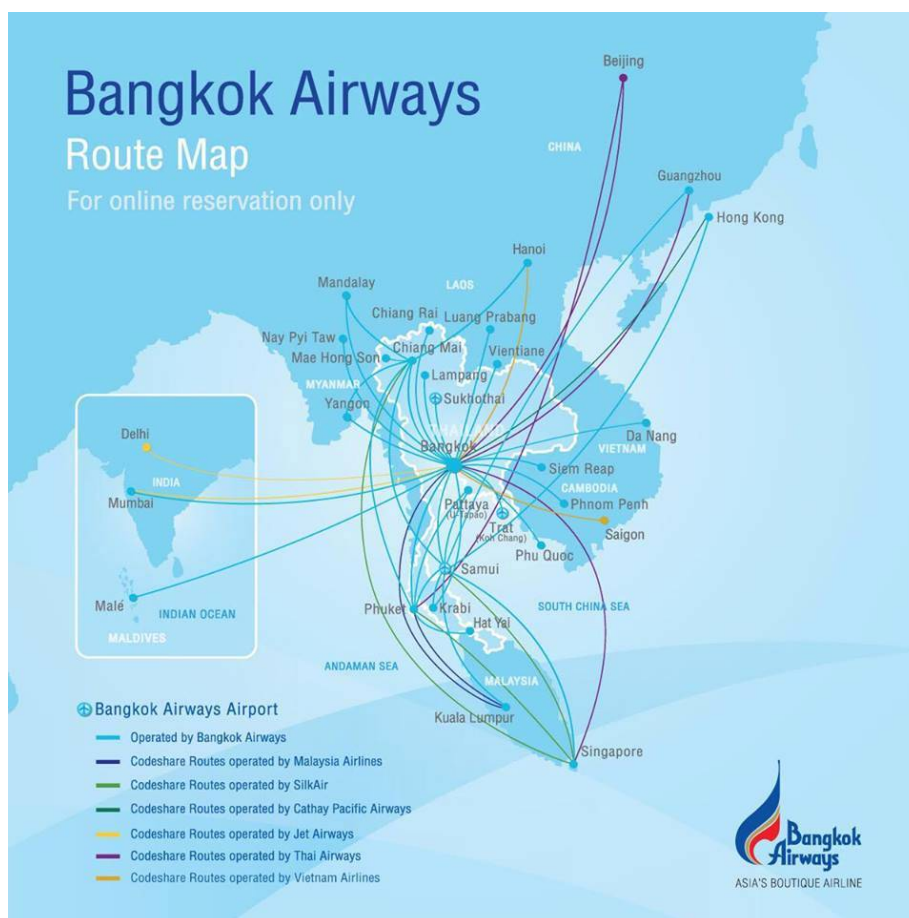 Bangkok Airways
Route Map
For online reservation only
Beijing
CHINA
Guangzhou
Hong Kong
Hanoi
Mandalay
LAOS
Chiang Rai
Luang Prabang
Nay Pyi Taw
Chiang Mai
Mae Hong Son
Vientiane
Lampang
MYANMAR
Sukhothai
Yangon
THAILAND
Da Nang
Delhi
Bangkok
VIETNAM
Siem Reap
INDIA
CAMBODIA
Mumbai
Pattaya
Phnom Penh
(U-Tapao)
Trat
(Koh Chang)
Saigon
Phu Quoc
Samui
Malé
Phuket
Krabi
SOUTH CHINA SEA
INDIAN OCEAN
Hat Yai
MALDIVES
ANDAMAN SEA
MALAYSIA
Kuala Lumpur
Singapore
Bangkok Airways Airport
Operated by Bangkok Airways
Codeshare Routes operated by Malaysia Airlines
Codeshare Routes operated by SilkAir
Codeshare Routes operated by Cathay Pacific Airways
Codeshare Routes operated by Jet Airways
Codeshare Routes operated by Thai Airways
Codeshare Routes operated by Vietnam Airlines
Bangkok
Airways
ASIA'S BOUTIQUE AIRLINE